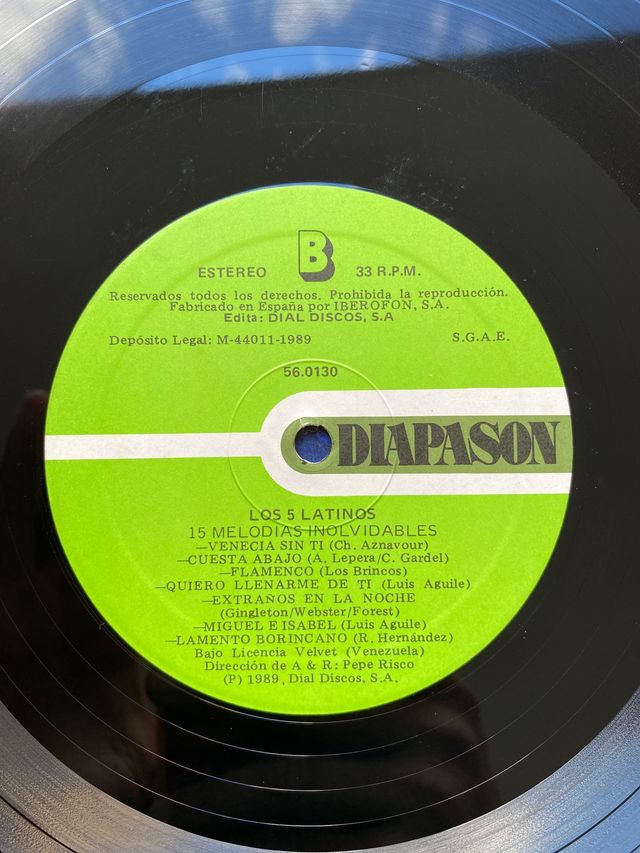 ESTEREO B 33 R.P.M.
Reservados todos los derechos. Prohibida la reproducción.
Fabricado en España por IBEROFON, S.A.
Edita: DIAL DISCOS, S.A
Depósito Legal: M-44011-1989 S.G.A.E.
56.0130
DIAPASON
LOS 5 LATINOS
15 MELODIAS INOLVIDABLES
—VENECIA SIN TI (Ch. Aznavour)
—CUESTA ABAJO (A. Lepera/C. Gardel)
—FLAMENCO (Los Brincos)
—QUIERO LLENARME DE TI (Luis Aguile)
—EXTRAÑOS EN LA NOCHE
(Gingleton/Webster/Forest)
—MIGUEL E ISABEL (Luis Aguile)
—LAMENTO BORINCANO (R. Hernández)
Bajo Licencia Velvet (Venezuela)
Dirección de A & R: Pepe Risco
(P) 1989, Dial Discos, S.A.